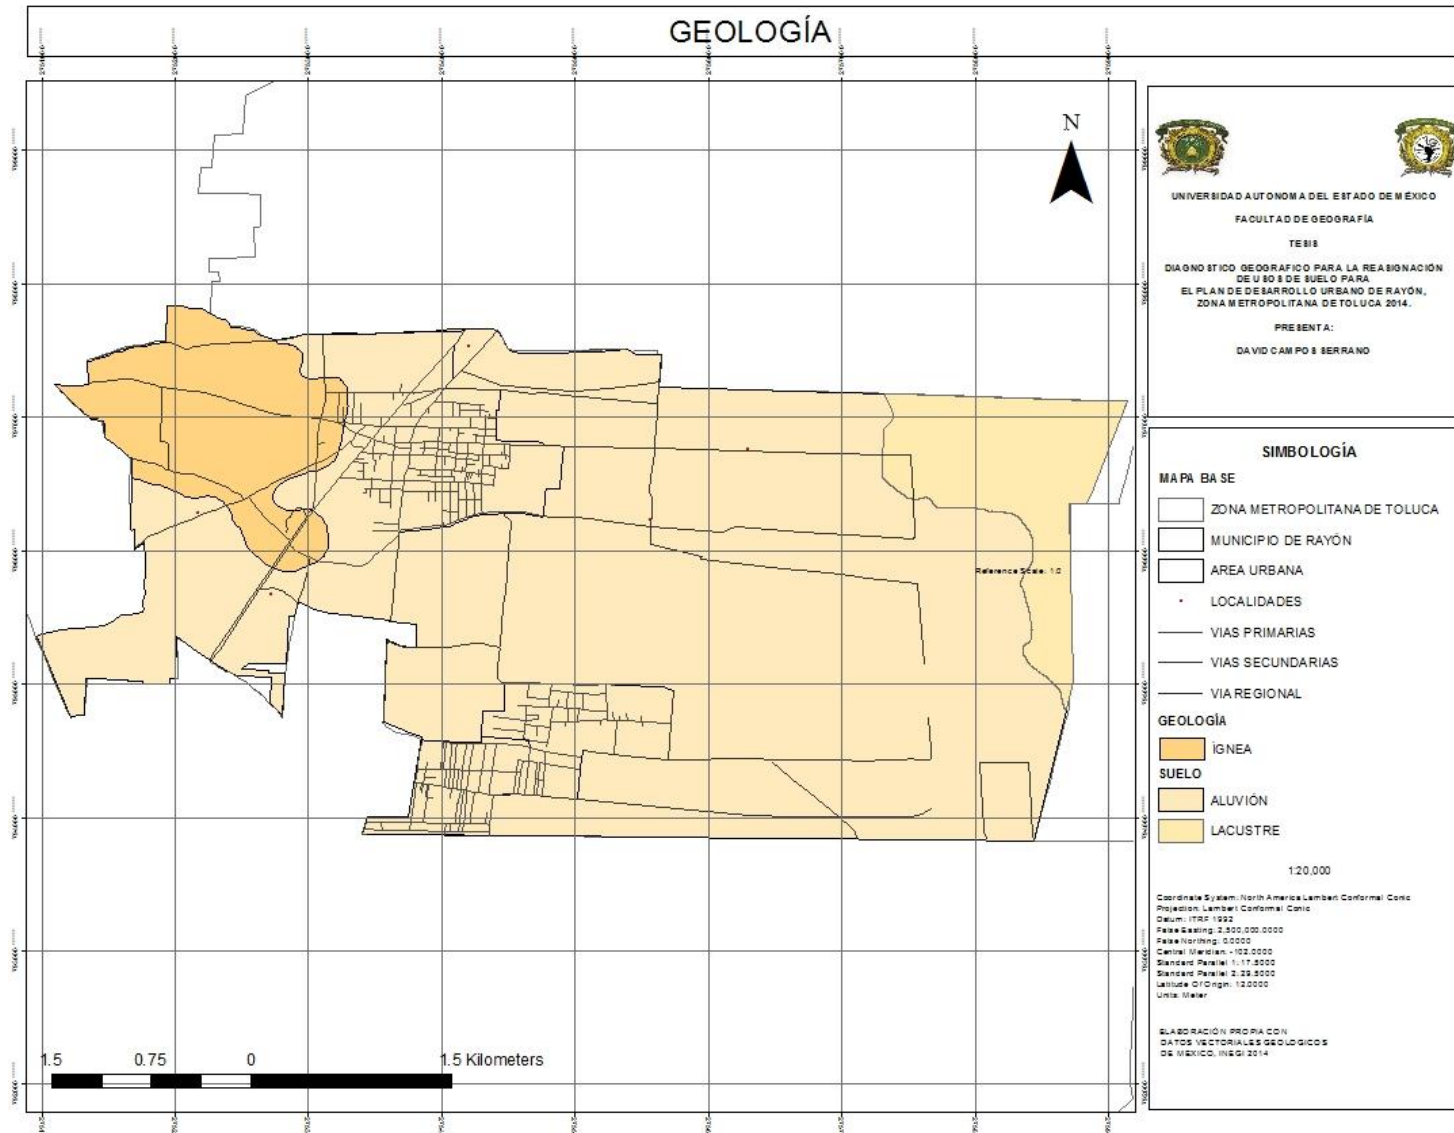 GEOLOGÍA
N
UNIVERSIDAD AUTONOMA DEL ESTADO DE MÉXICO
FACULTAD DE GEOGRAFÍA
TESIS
DIAGNOSTICO GEOGRAFICO PARA LA REASIGNACIÓN
DE USOS DE SUELO PARA
EL PLAN DE DESARROLLO URBANO DE RAYÓN,
ZONA METROPOLITANA DE TOLUCA 2014.
PRESENTA:
DAVID CAMPOS SERRANO
Reference Scale: 1:0
SIMBOLOGÍA
MAPA BASE
ZONA METROPOLITANA DE TOLUCA
MUNICIPIO DE RAYÓN
AREA URBANA
LOCALIDADES
VIAS PRIMARIAS
VIAS SECUNDARIAS
VIA REGIONAL
GEOLOGÍA
ÍGNEA
SUELO
ALUVIÓN
LACUSTRE
1:20,000
Coordinate System: North America Lambert Conformal Conic
Projection: Lambert Conformal Conic
Datum: ITRF 1992
False Easting: 2,500,000.0000
False Northing: 0.0000
Central Meridian: -102.0000
Standard Parallel 1: 17.5000
Standard Parallel 2: 29.5000
Latitude Of Origin: 12.0000
Units: Meter
ELABORACIÓN PROPIA CON
DATOS VECTORIALES GEOLOGICOS
DE MEXICO, INEGI 2014
1.5 0.75 0 1.5 Kilometers